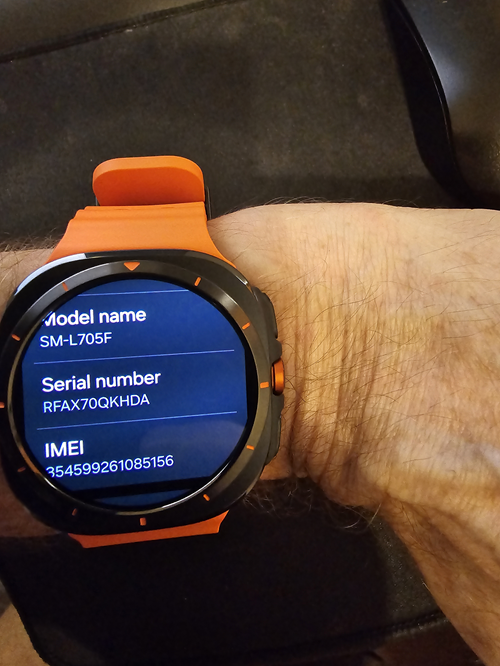 Model name
SM-L705F
Serial number
RFAX70QKHDA
IMEI
354599261085156